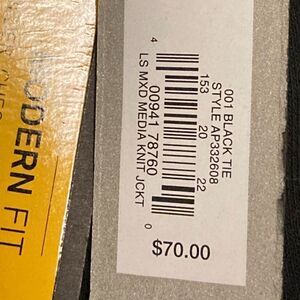 001 BLACK TIE
STYLE AP332608
153 20 22
4 00941 78760 0
LS MXD MEDIA KNIT JCKT
$70.00
MODERN FIT